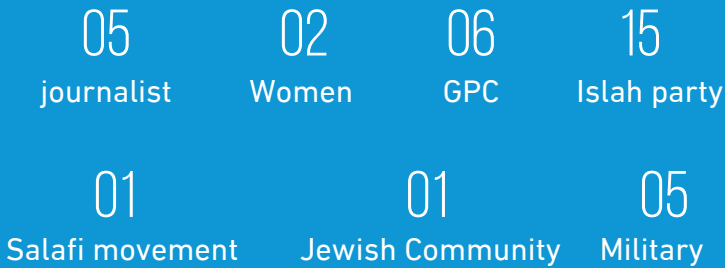 05 02 06 15
journalist Women GPC Islah party
01 01 05
Salafi movement Jewish Community Military